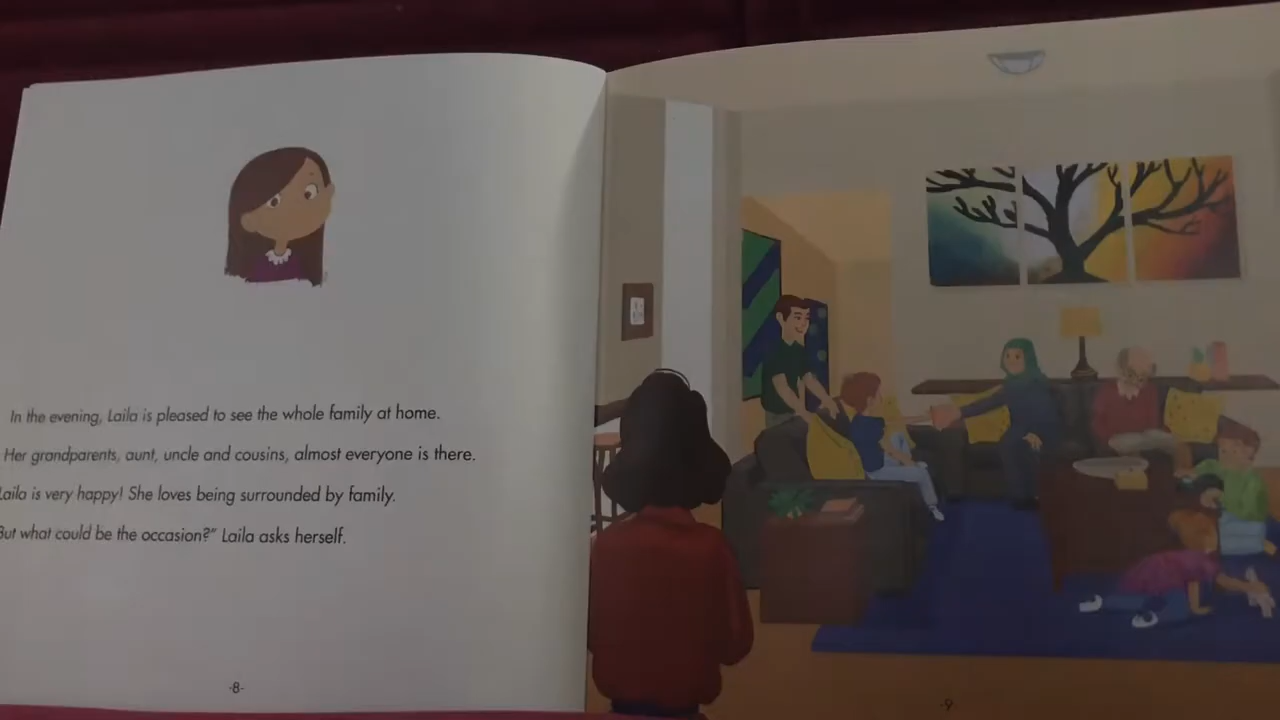 In the evening, Laila is pleased to see the whole family at home.
Her grandparents, aunt, uncle and cousins, almost everyone is there.
Laila is very happy! She loves being surrounded by family.
But what could be the occasion?" Laila asks herself.
-8-
-9-